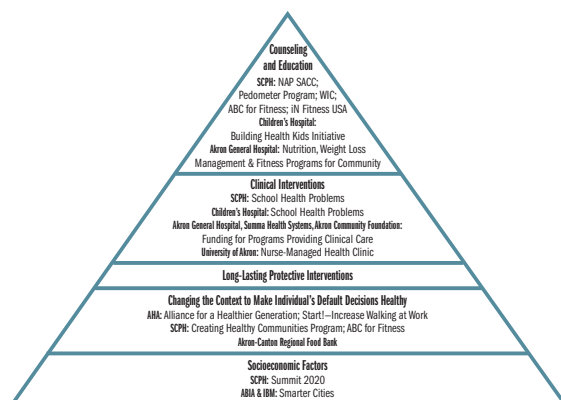 Counseling
and Education
SCPH: NAP SACC;
Pedometer Program; WIC;
ABC for Fitness; iN Fitness USA
Children's Hospital:
Building Health Kids Initiative
Akron General Hospital: Nutrition, Weight Loss
Management & Fitness Programs for Community
Clinical Interventions
SCPH: School Health Problems
Children's Hospital: School Health Problems
Akron General Hospital, Summa Health Systems, Akron Community Foundation:
Funding for Programs Providing Clinical Care
University of Akron: Nurse-Managed Health Clinic
Long-Lasting Protective Interventions
Changing the Context to Make Individual's Default Decisions Healthy
AHA: Alliance for a Healthier Generation; Start!—Increase Walking at Work
SCPH: Creating Healthy Communities Program; ABC for Fitness
Akron-Canton Regional Food Bank
Socioeconomic Factors
SCPH: Summit 2020
ABIA & IBM: Smarter Cities